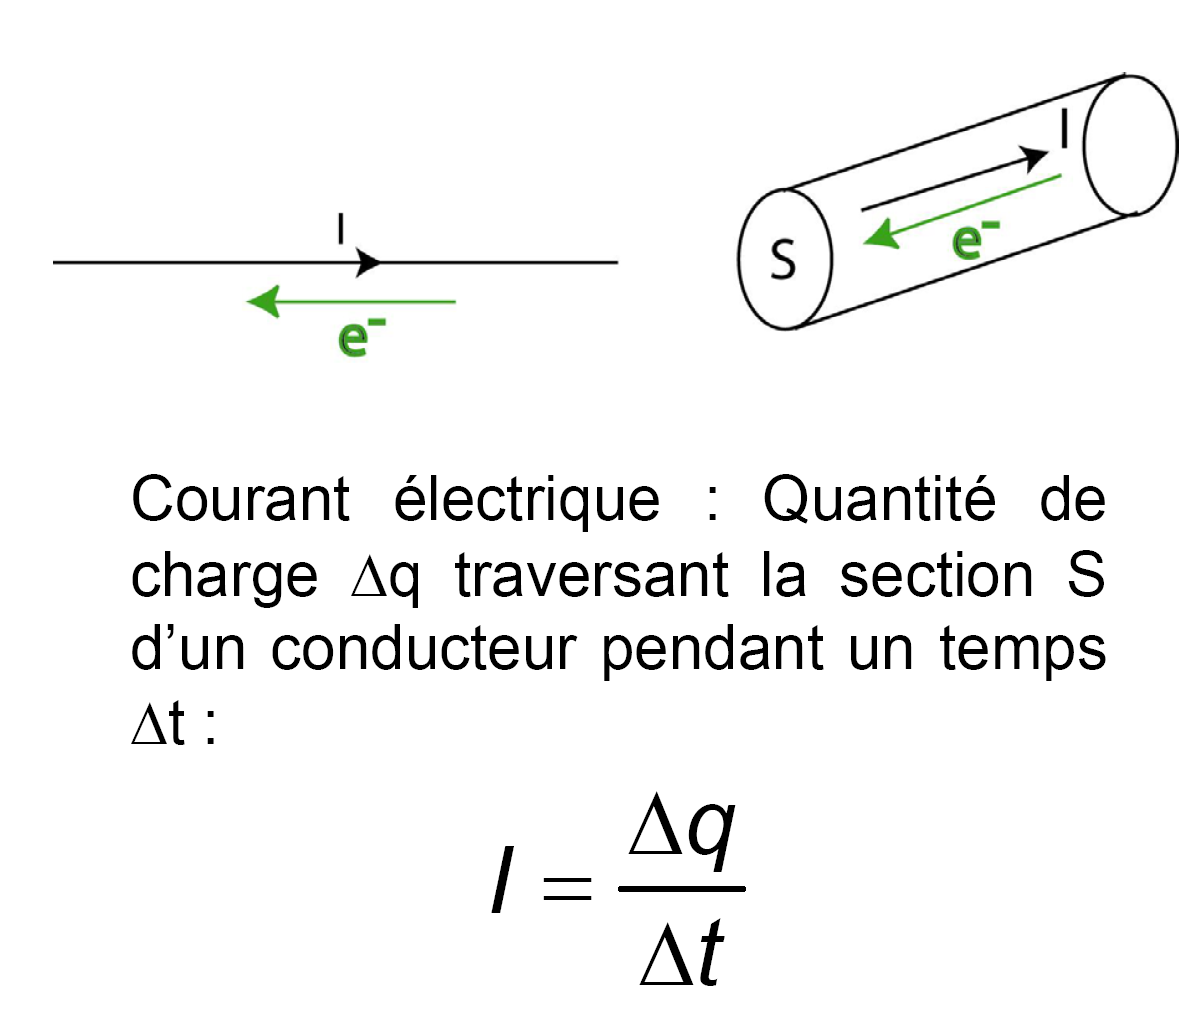 I
e⁻
I
e⁻
S
Courant électrique : Quantité de
charge Δq traversant la section S
d’un conducteur pendant un temps
Δt :
I = Δq / Δt